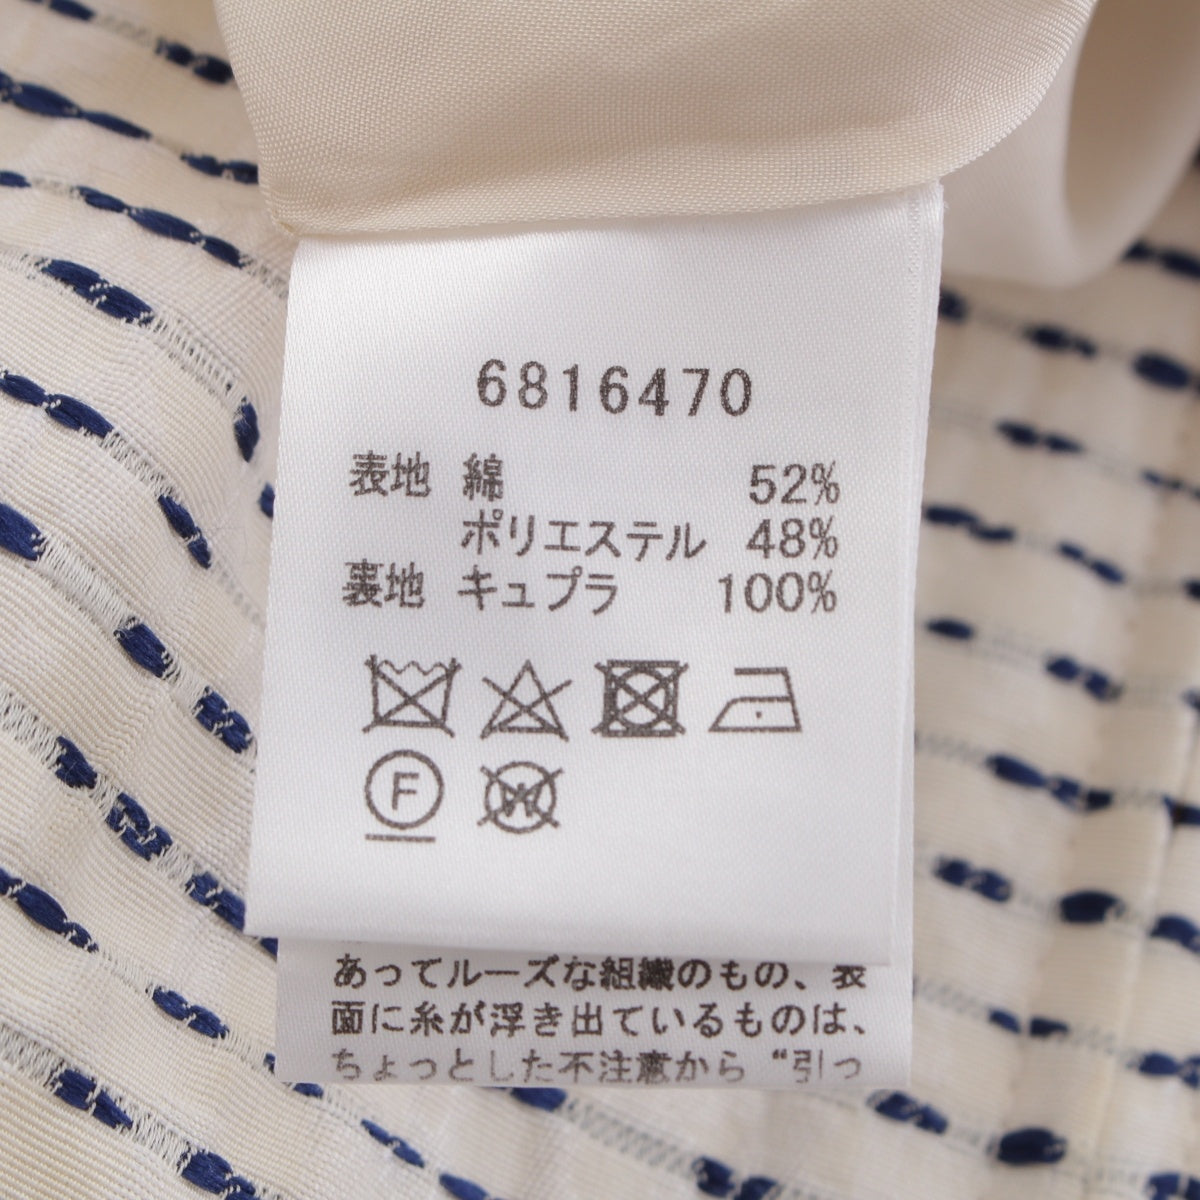 6816470
表地 綿 52%
ポリエステル 48%
裏地 キュプラ 100%
F W
あってルーズな組織のもの、表
面に糸が浮き出ているものは、
ちょっとした不注意から“引っ